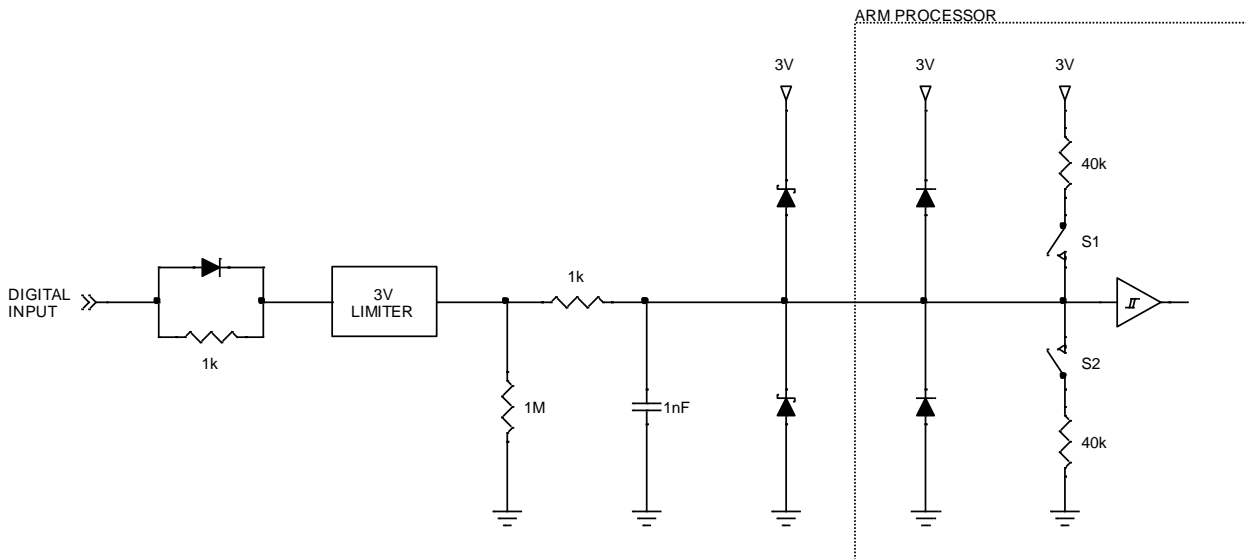 ARM PROCESSOR
3V
3V
3V
40k
S1
1k
DIGITAL
INPUT
3V
LIMITER
1k
S2
1M
1nF
40k